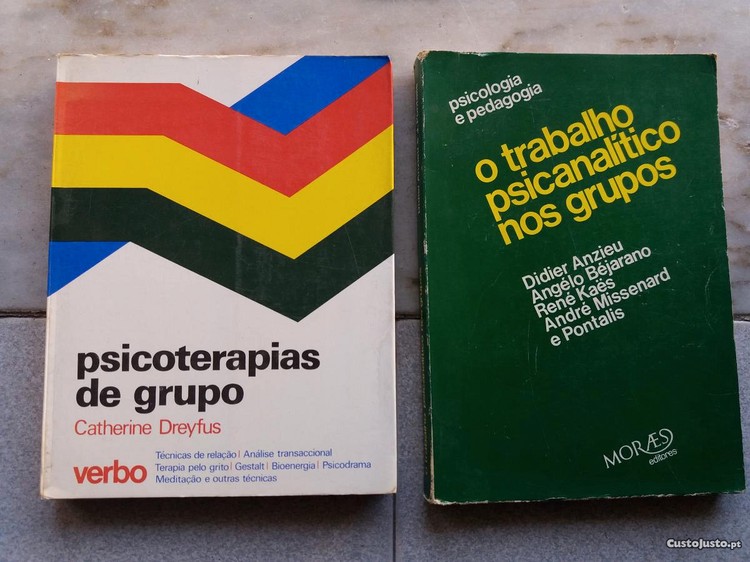 psicoterapias
de grupo
Catherine Dreyfus
verbo
Técnicas de relação | Análise transaccional
Terapia pelo grito | Gestalt | Bioenergia | Psicodrama
Meditação e outras técnicas
psicologia
e pedagogia
o trabalho
psicanalítico
nos grupos
Didier Anzieu
Angélo Béjarano
René Kaës
André Missenard
e Pontalis
MORÆS
editores
CustoJusto.pt